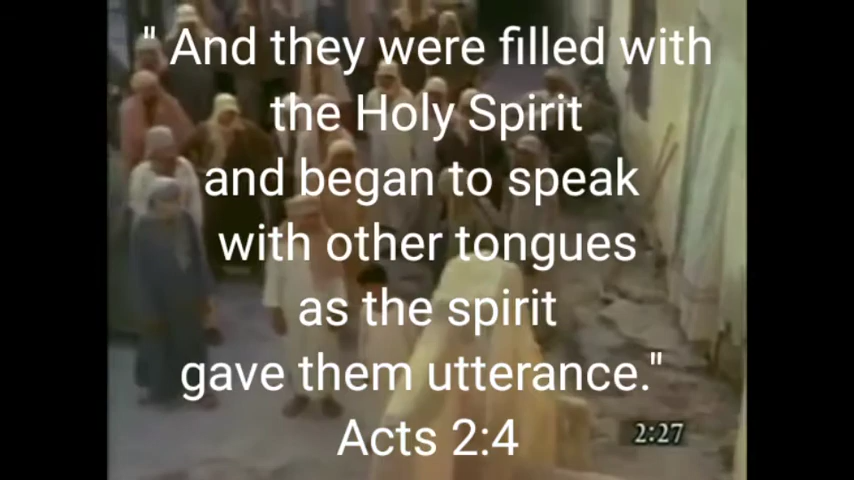 " And they were filled with
the Holy Spirit
and began to speak
with other tongues
as the spirit
gave them utterance."
Acts 2:4
2:27